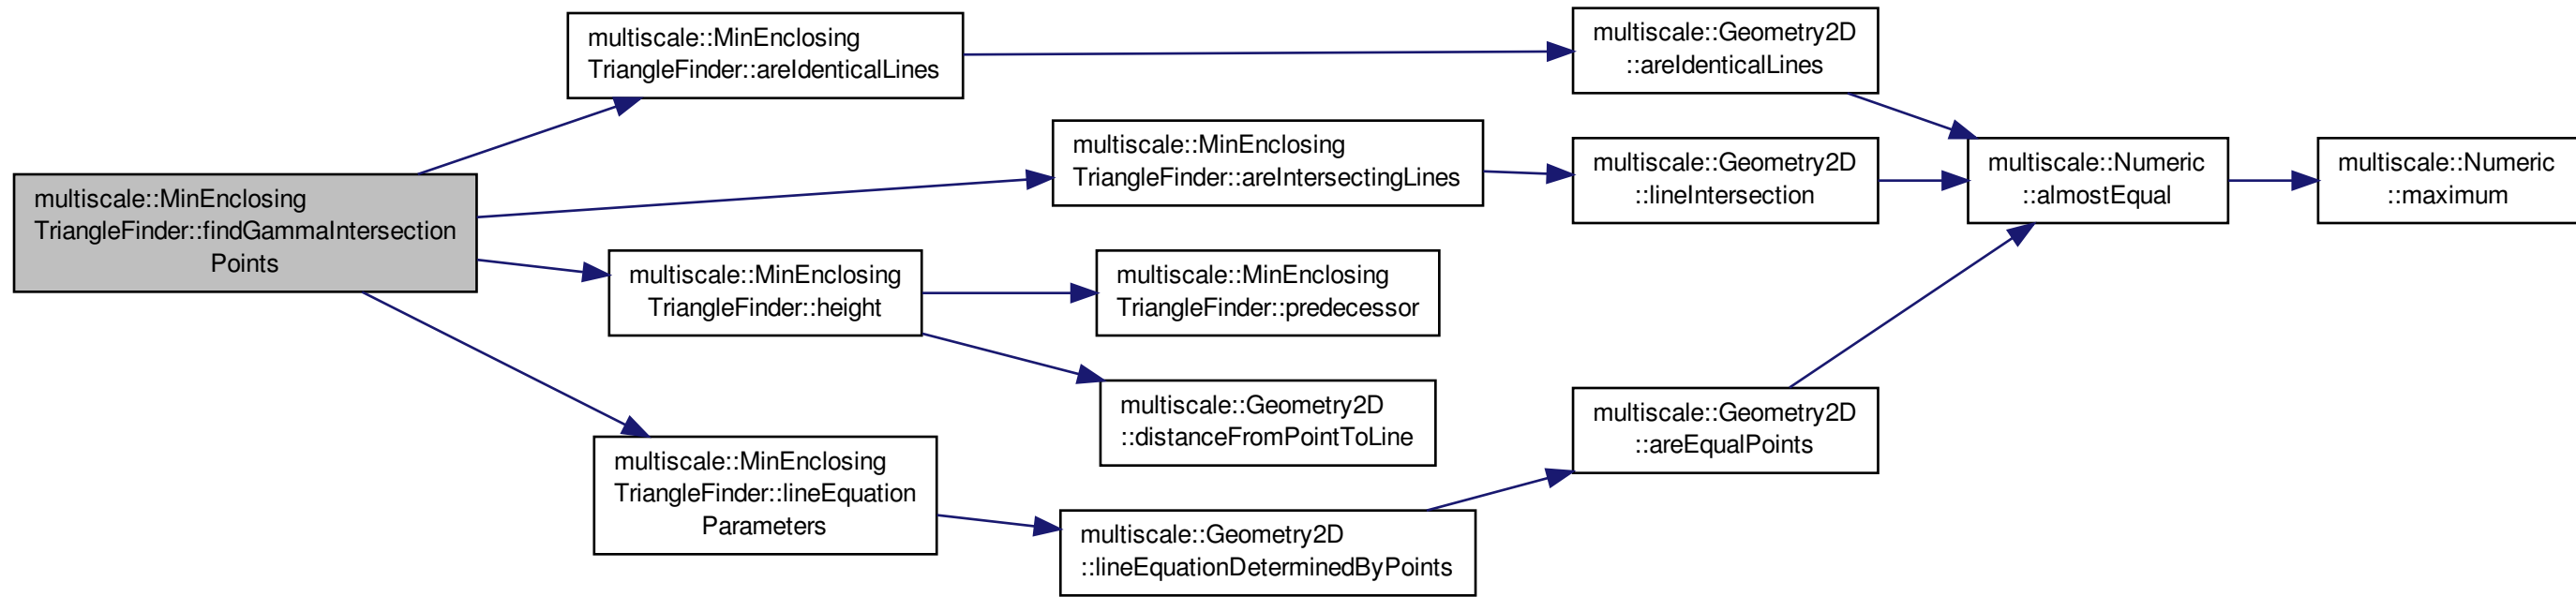 multiscale::MinEnclosing
TriangleFinder::findGammaIntersection
Points
multiscale::MinEnclosing
TriangleFinder::areIdenticalLines
multiscale::Geometry2D
::areIdenticalLines
multiscale::MinEnclosing
TriangleFinder::areIntersectingLines
multiscale::Geometry2D
::lineIntersection
multiscale::Numeric
::almostEqual
multiscale::Numeric
::maximum
multiscale::MinEnclosing
TriangleFinder::height
multiscale::MinEnclosing
TriangleFinder::predecessor
multiscale::Geometry2D
::distanceFromPointToLine
multiscale::MinEnclosing
TriangleFinder::lineEquation
Parameters
multiscale::Geometry2D
::lineEquationDeterminedByPoints
multiscale::Geometry2D
::areEqualPoints